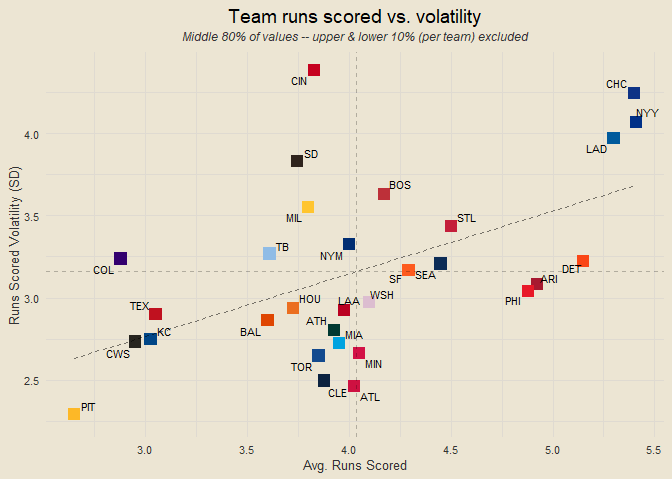 Team runs scored vs. volatility
Middle 80% of values -- upper & lower 10% (per team) excluded
CIN
CHC
NYY
4.0
LAD
SD
BOS
MIL
3.5
STL
TB
NYM
COL
SF
SEA
DET
ARI
PHI
3.0
HOU
LAA
WSH
TEX
BAL
ATH
KC
MIA
CWS
TOR
MIN
2.5
CLE
ATL
PIT
Runs Scored Volatility (SD)
3.0 3.5 4.0 4.5 5.0 5.5
Avg. Runs Scored